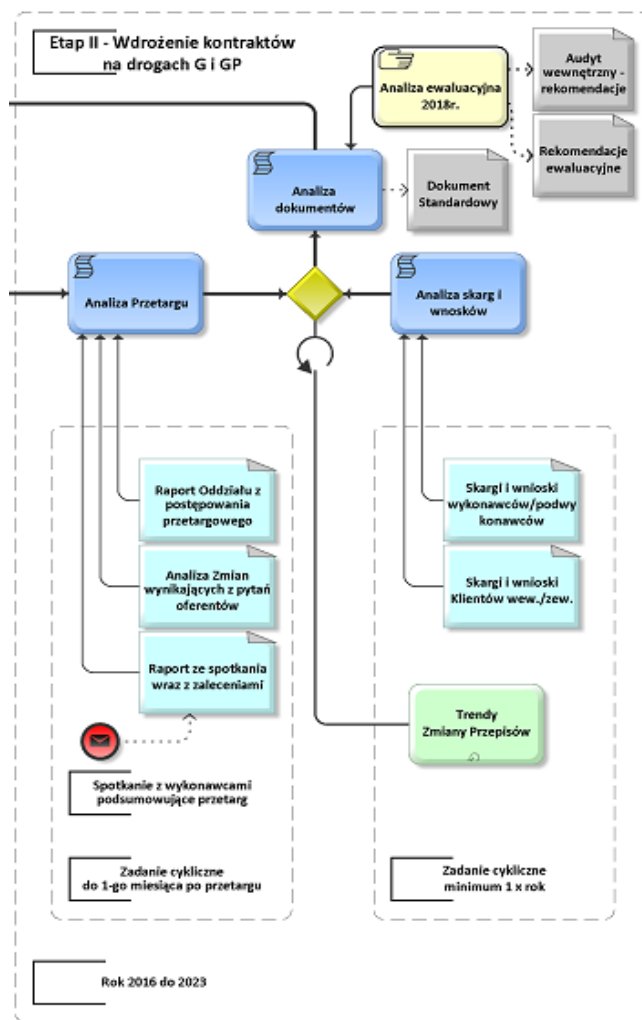 Etap II - Wdrożenie kontraktów
na drogach G i GP
Analiza ewaluacyjna
2018r.
Audyt
wewnętrzny -
rekomendacje
Rekomendacje
ewaluacyjne
Analiza
dokumentów
Dokument
Standardowy
Analiza Przetargu
Analiza skarg i
wnosków
Raport Oddziału z
postępowania
przetargowego
Analiza Zmian
wynikających z pytań
oferentów
Raport ze spotkania
wraz z zaleceniami
Skargi i wnioski
wykonawców/podwy
konawców
Skargi i wnioski
Klientów wew./zew.
Trendy
Zmiany Przepisów
Spotkanie z wykonawcami
podsumowujące przetarg
Zadanie cykliczne
do 1-go miesiąca po przetargu
Zadanie cykliczne
minimum 1 x rok
Rok 2016 do 2023